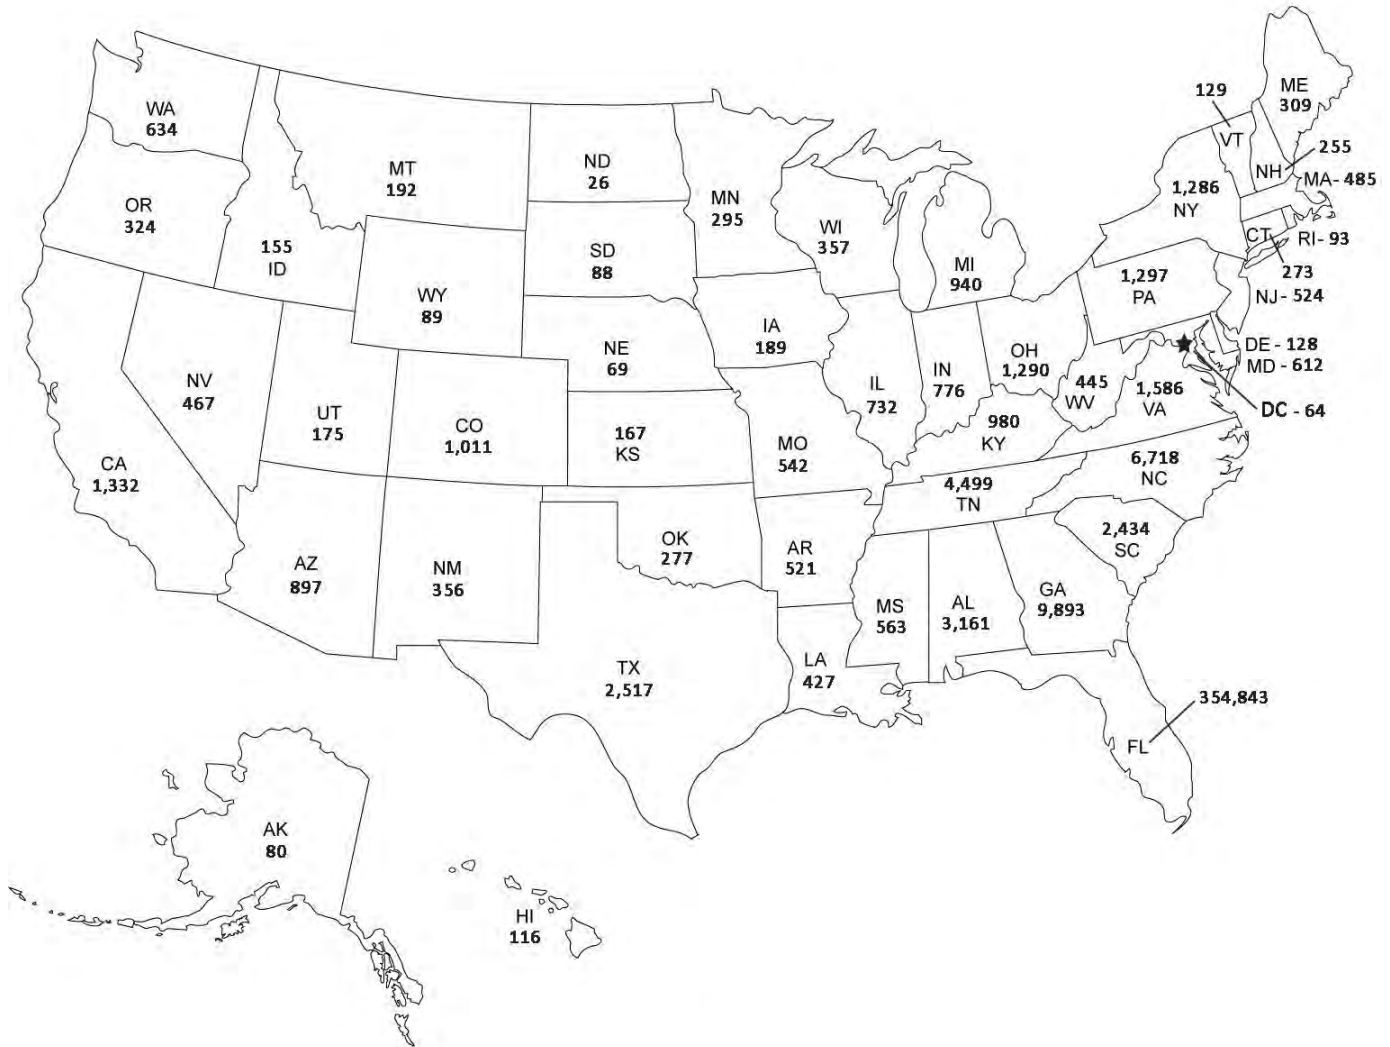 WA
634
OR
324
CA
1,332
NV
467
155
ID
MT
192
WY
89
UT
175
CO
1,011
AZ
897
NM
356
ND
26
SD
88
NE
69
167
KS
OK
277
TX
2,517
MN
295
IA
189
MO
542
AR
521
LA
427
WI
357
IL
732
MI
940
IN
776
OH
1,290
980
KY
4,499
TN
MS
563
AL
3,161
GA
9,893
354,843
FL
2,434
SC
6,718
NC
1,586
VA
445
WV
1,297
PA
1,286
NY
129
VT
ME
309
255
NH
MA- 485
CT
273
RI- 93
NJ - 524
DE - 128
MD - 612
DC - 64
AK
80
HI
116